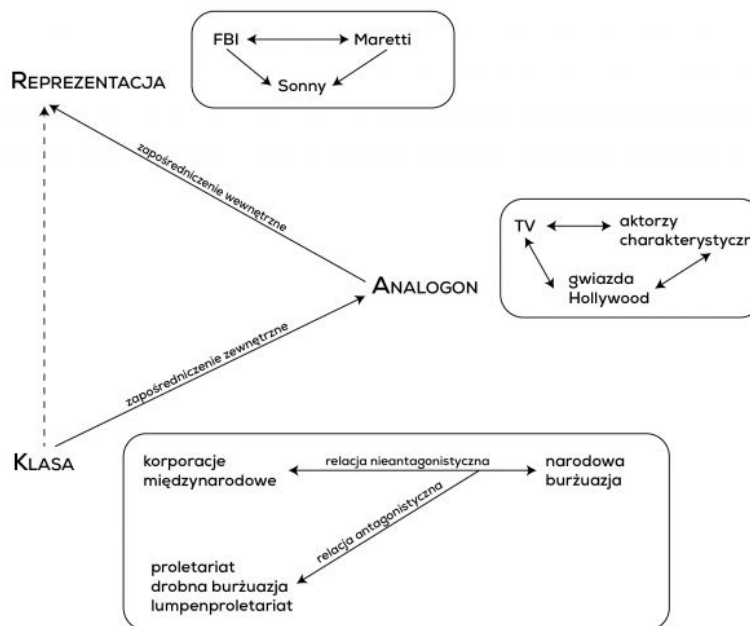 FBI
Maretti
Sonny
REPREZENTACJA
zapośredniczenie wewnętrzne
TV
aktorzy
charakterystyczn
gwiazda
Hollywood
ANALOGON
zapośredniczenie zewnętrzne
KLASA
korporacje
międzynarodowe
relacja nieantagonistyczna
narodowa
burżuazja
relacja antagonistyczna
proletariat
drobna burżuazja
lumpenproletariat